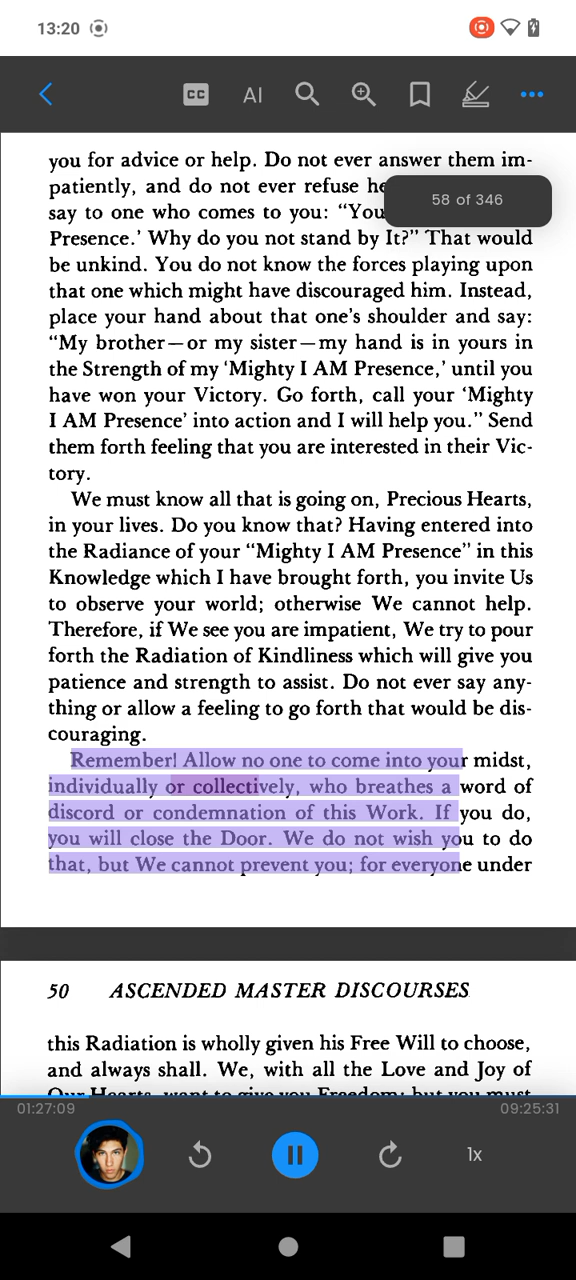 13:20
CC AI
you for advice or help. Do not ever answer them im-
patiently, and do not ever refuse
58 of 346
say to one who comes to you: “You
Presence.’ Why do you not stand by It?” That would
be unkind. You do not know the forces playing upon
that one which might have discouraged him. Instead,
place your hand about that one’s shoulder and say:
“My brother—or my sister—my hand is in yours in
the Strength of my ‘Mighty I AM Presence,’ until you
have won your Victory. Go forth, call your ‘Mighty
I AM Presence’ into action and I will help you.” Send
them forth feeling that you are interested in their Vic-
tory.
We must know all that is going on, Precious Hearts,
in your lives. Do you know that? Having entered into
the Radiance of your “Mighty I AM Presence” in this
Knowledge which I have brought forth, you invite Us
to observe your world; otherwise We cannot help.
Therefore, if We see you are impatient, We try to pour
forth the Radiation of Kindliness which will give you
patience and strength to assist. Do not ever say any-
thing or allow a feeling to go forth that would be dis-
couraging.
Remember! Allow no one to come into your midst,
individually or collectively, who breathes a word of
discord or condemnation of this Work. If you do,
you will close the Door. We do not wish you to do
that, but We cannot prevent you; for everyone under
50 ASCENDED MASTER DISCOURSES
this Radiation is wholly given his Free Will to choose,
and always shall. We, with all the Love and Joy of
Our Hearts, want to give you Freedom; but you must
01:27:09 09:25:31
1x